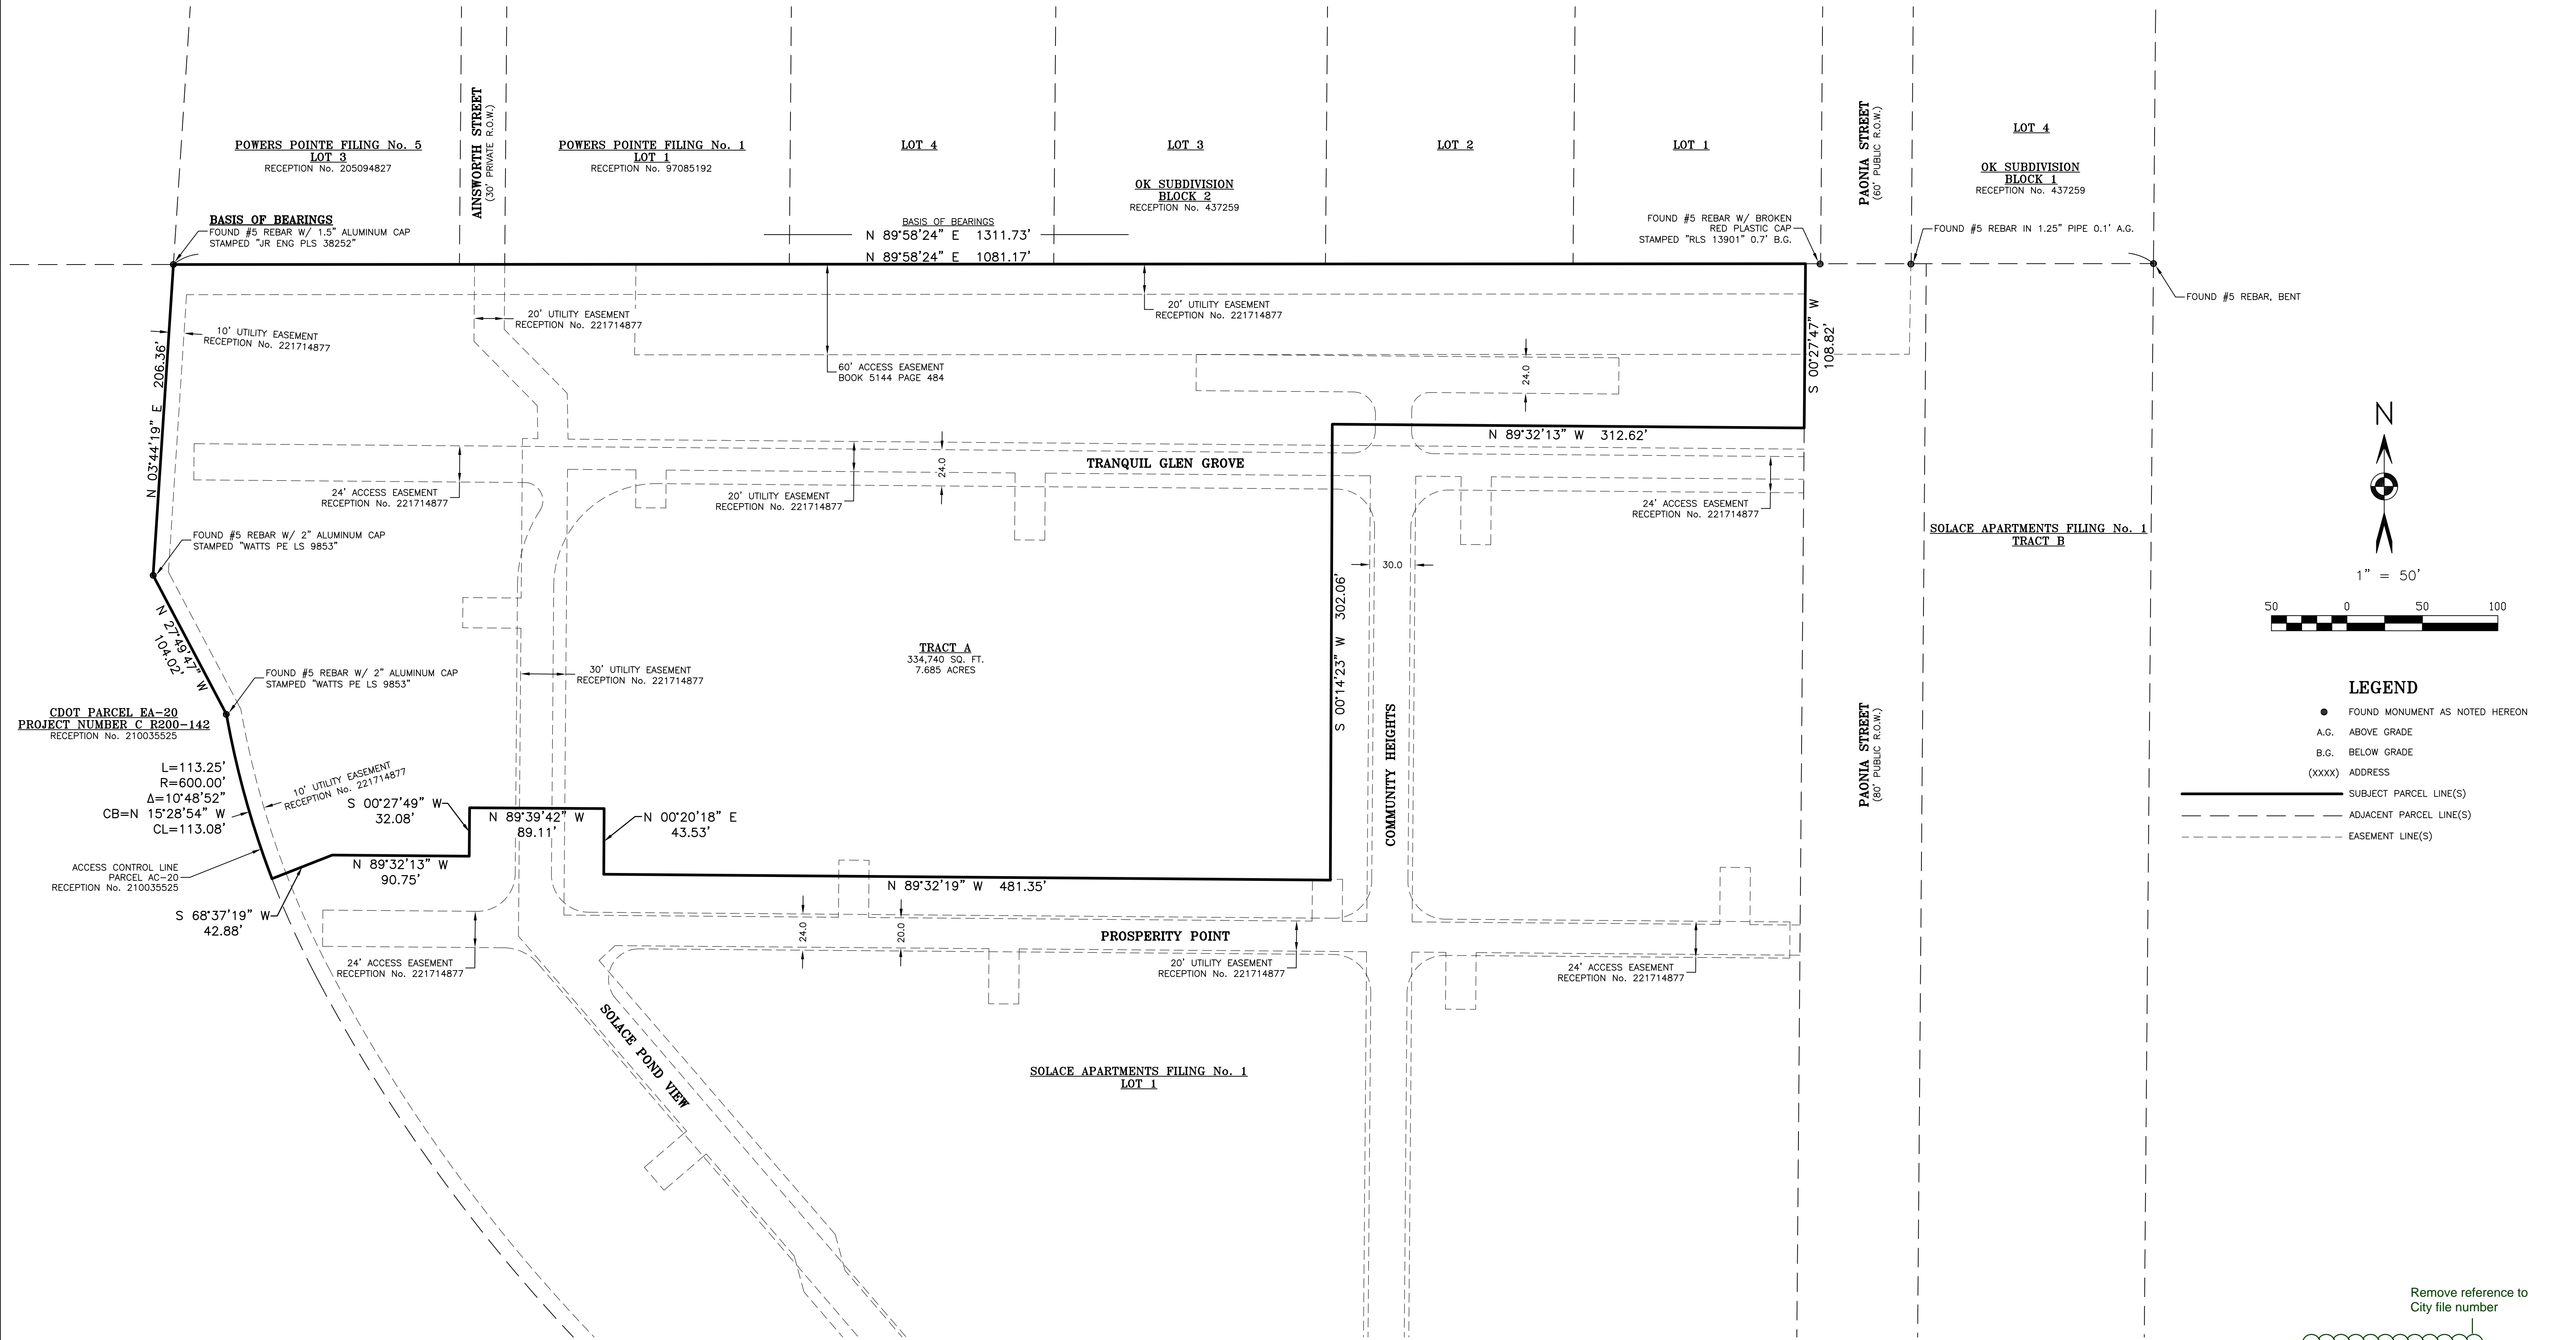 POWERS POINTE FILING No. 5
LOT 3
RECEPTION No. 205094827
AINSWORTH STREET
(30' PRIVATE R.O.W.)
POWERS POINTE FILING No. 1
LOT 1
RECEPTION No. 97085192
LOT 4
LOT 3
OK SUBDIVISION
BLOCK 2
RECEPTION No. 437259
LOT 2
LOT 1
PAONIA STREET
(60' PUBLIC R.O.W.)
LOT 4
OK SUBDIVISION
BLOCK 1
RECEPTION No. 437259
BASIS OF BEARINGS
FOUND #5 REBAR W/ 1.5" ALUMINUM CAP
STAMPED "JR ENG PLS 38252"
BASIS OF BEARINGS
N 89°58'24" E 1311.73'
N 89°58'24" E 1081.17'
FOUND #5 REBAR W/ BROKEN
RED PLASTIC CAP
STAMPED "RLS 13901" 0.7' B.G.
FOUND #5 REBAR IN 1.25" PIPE 0.1' A.G.
FOUND #5 REBAR, BENT
10' UTILITY EASEMENT
RECEPTION No. 221714877
20' UTILITY EASEMENT
RECEPTION No. 221714877
20' UTILITY EASEMENT
RECEPTION No. 221714877
60' ACCESS EASEMENT
BOOK 5144 PAGE 484
24.0
S 00°27'47" W
108.82'
N 03°44'19" E 206.36'
N 89°32'13" W 312.62'
24' ACCESS EASEMENT
RECEPTION No. 221714877
20' UTILITY EASEMENT
RECEPTION No. 221714877
24.0
TRANQUIL GLEN GROVE
24' ACCESS EASEMENT
RECEPTION No. 221714877
SOLACE APARTMENTS FILING No. 1
TRACT B
N
1" = 50'
50
0
50
100
FOUND #5 REBAR W/ 2" ALUMINUM CAP
STAMPED "WATTS PE LS 9853"
30.0
N 27°49'47" W
104.02'
S 00°14'23" W 302.06'
TRACT A
334,740 SQ. FT.
7.685 ACRES
30' UTILITY EASEMENT
RECEPTION No. 221714877
FOUND #5 REBAR W/ 2" ALUMINUM CAP
STAMPED "WATTS PE LS 9853"
CDOT PARCEL EA-20
PROJECT NUMBER C R200-142
RECEPTION No. 210035525
L=113.25'
R=600.00'
Δ=10°48'52"
CB=N 15°28'54" W
CL=113.08'
10' UTILITY EASEMENT
RECEPTION No. 221714877
S 00°27'49" W
32.08'
N 89°39'42" W
89.11'
N 00°20'18" E
43.53'
COMMUNITY HEIGHTS
PAONIA STREET
(80' PUBLIC R.O.W.)
LEGEND
FOUND MONUMENT AS NOTED HEREON
A.G. ABOVE GRADE
B.G. BELOW GRADE
(XXXX) ADDRESS
SUBJECT PARCEL LINE(S)
ADJACENT PARCEL LINE(S)
EASEMENT LINE(S)
ACCESS CONTROL LINE
PARCEL AC-20
RECEPTION No. 210035525
N 89°32'13" W
90.75'
S 68°37'19" W
42.88'
N 89°32'19" W 481.35'
24.0
20.0
PROSPERITY POINT
24' ACCESS EASEMENT
RECEPTION No. 221714877
20' UTILITY EASEMENT
RECEPTION No. 221714877
24' ACCESS EASEMENT
RECEPTION No. 221714877
SOLACE POND VIEW
SOLACE APARTMENTS FILING No. 1
LOT 1
Remove reference to
City file number